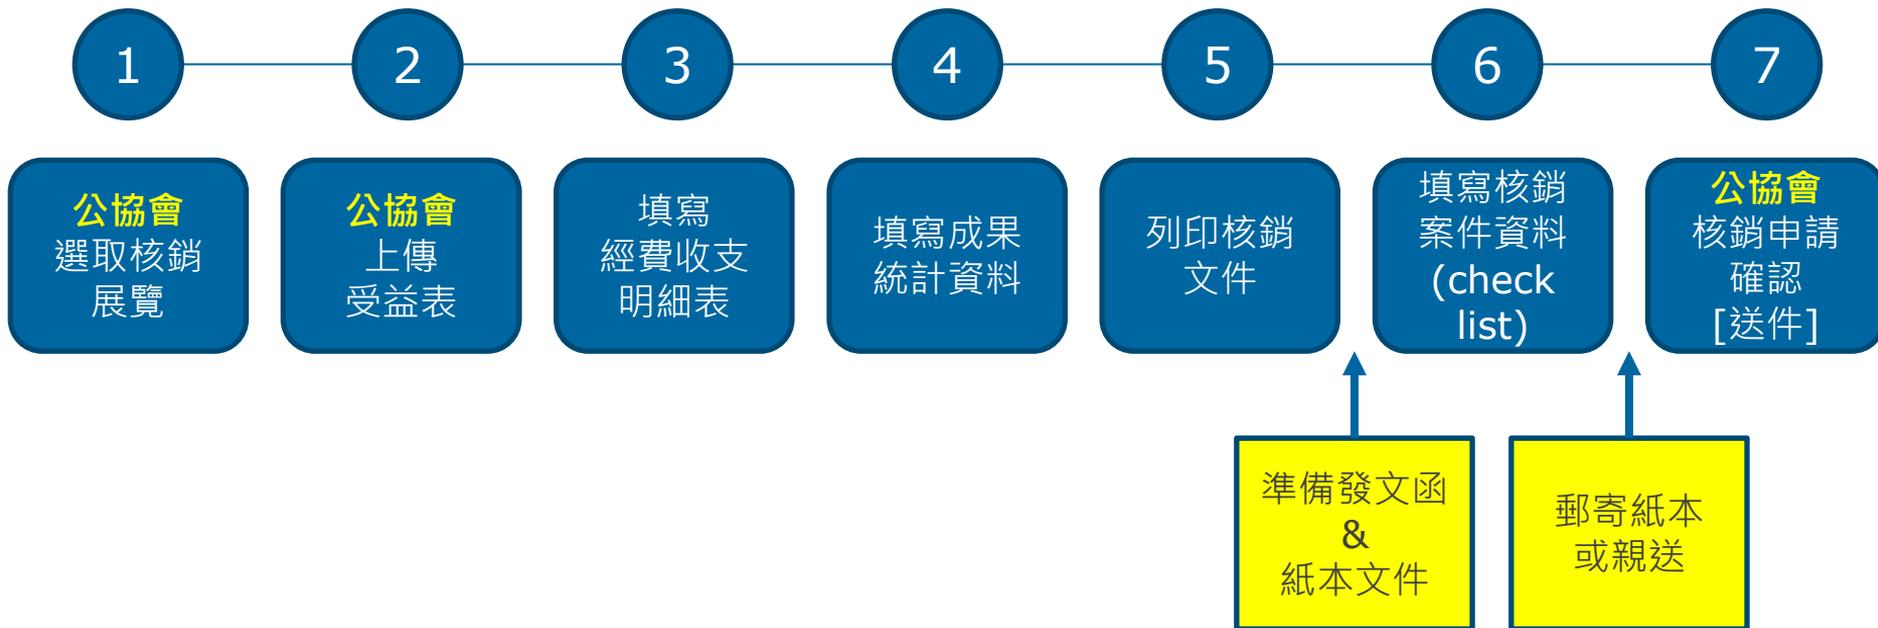 1
2
3
4
5
6
7
公協會
選取核銷
展覽
公協會
上傳
受益表
填寫
經費收支
明細表
填寫成果
統計資料
列印核銷
文件
填寫核銷
案件資料
(check
list)
公協會
核銷申請
確認
[送件]
準備發文函
&
紙本文件
郵寄紙本
或親送